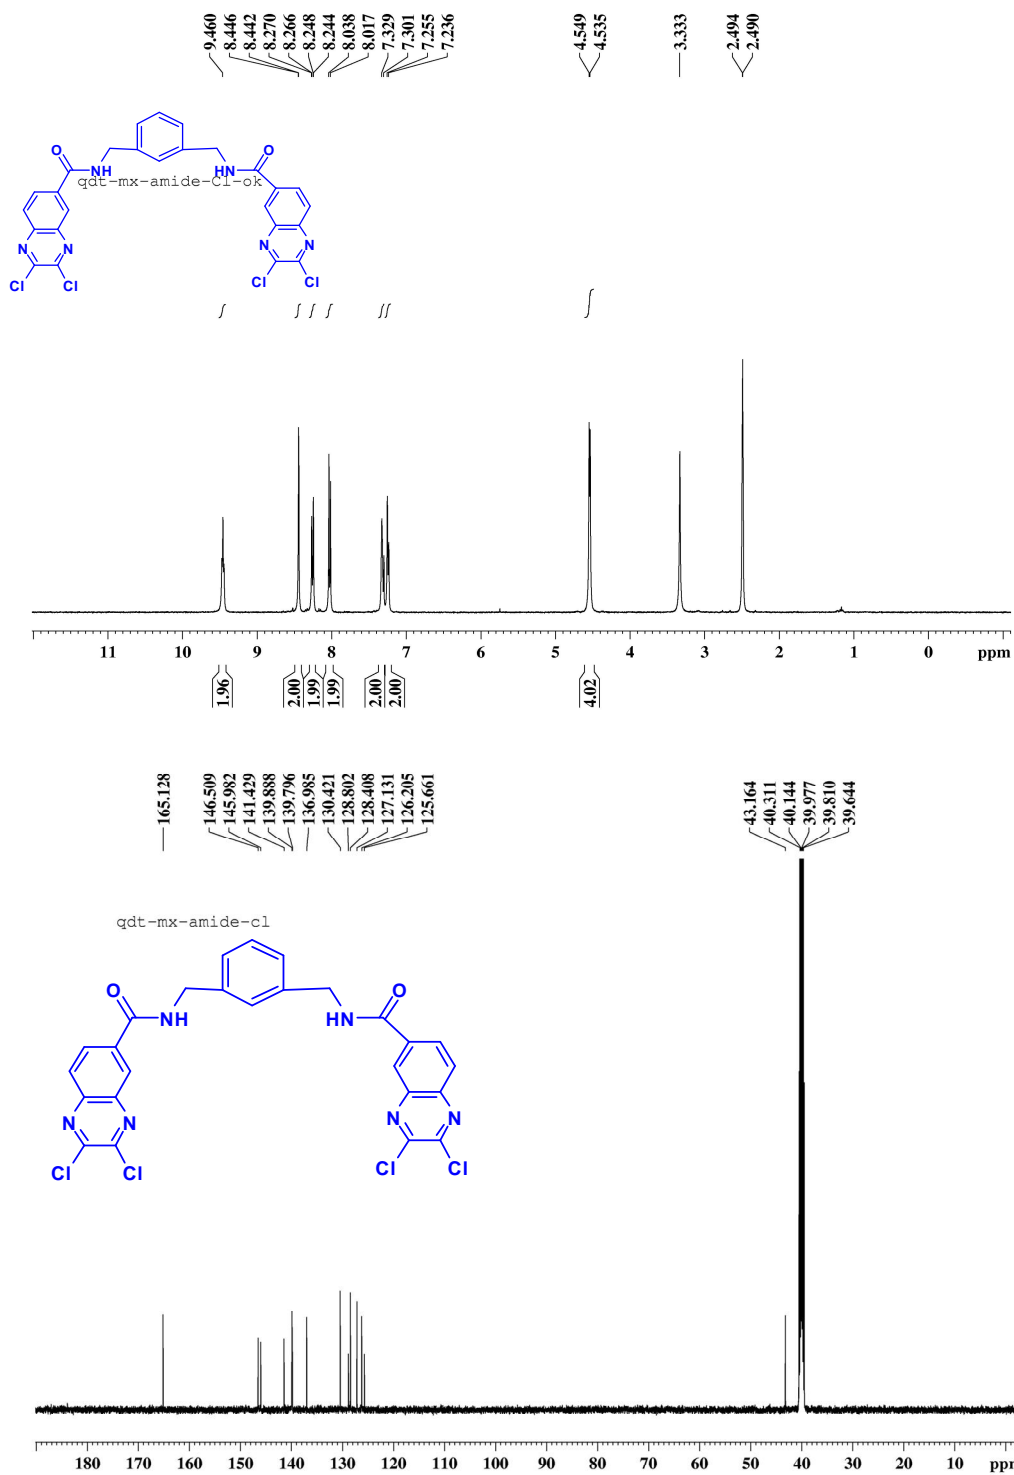 9.460
8.446
8.442
8.270
8.266
8.248
8.244
8.038
8.017
7.329
7.301
7.255
7.236
4.549
4.535
3.333
2.494
2.490
O
NH
HN
O
qdt-mx-amide-Cl-ok
N
N
N
N
Cl
Cl
Cl
Cl
11 10 9 8 7 6 5 4 3 2 1 0 ppm
1.96
2.00
1.99
1.99
2.00
2.00
4.02
165.128
146.509
145.982
141.429
139.888
139.796
136.985
130.421
128.802
128.408
127.131
126.205
125.661
43.164
40.311
40.144
39.977
39.810
39.644
qdt-mx-amide-cl
O
NH
HN
O
N
N
N
N
Cl
Cl
Cl
Cl
180 170 160 150 140 130 120 110 100 90 80 70 60 50 40 30 20 10 ppm